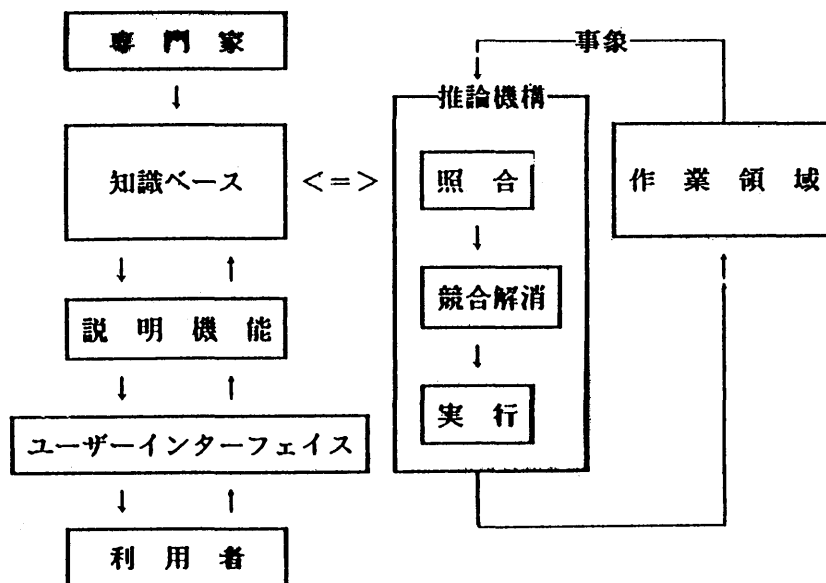 専門家
事象
推論機構
知識ベース
<=>
照合
作業領域
競合解消
説明機能
実行
ユーザーインターフェイス
利用者